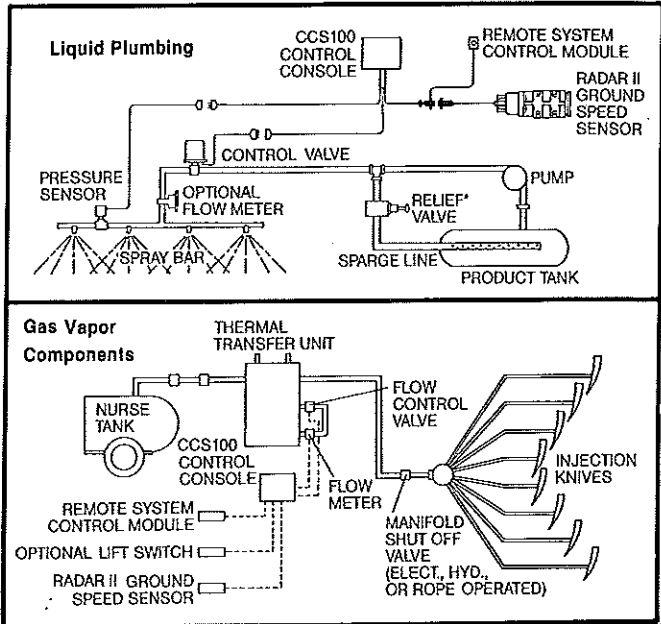 Liquid Plumbing
CCS100
CONTROL
CONSOLE
REMOTE SYSTEM
CONTROL MODULE
RADAR II
GROUND
SPEED
SENSOR
CONTROL VALVE
PRESSURE
SENSOR
OPTIONAL
FLOW METER
PUMP
RELIEF*
VALVE
SPRAY BAR
SPARGE LINE
PRODUCT TANK
Gas Vapor
Components
THERMAL
TRANSFER UNIT
FLOW
CONTROL
VALVE
NURSE
TANK
CCS100
CONTROL
CONSOLE
INJECTION
KNIVES
FLOW
METER
REMOTE SYSTEM
CONTROL MODULE
MANIFOLD
SHUT OFF
VALVE
(ELECT., HYD.,
OR ROPE OPERATED)
OPTIONAL LIFT SWITCH
RADAR II GROUND
SPEED SENSOR